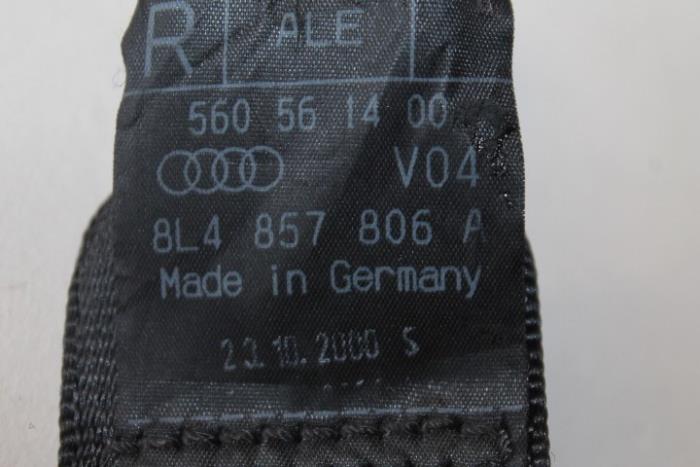 R ALE
560 56 14 00
V04
8L4 857 806 A
Made in Germany
23.10.2000 S